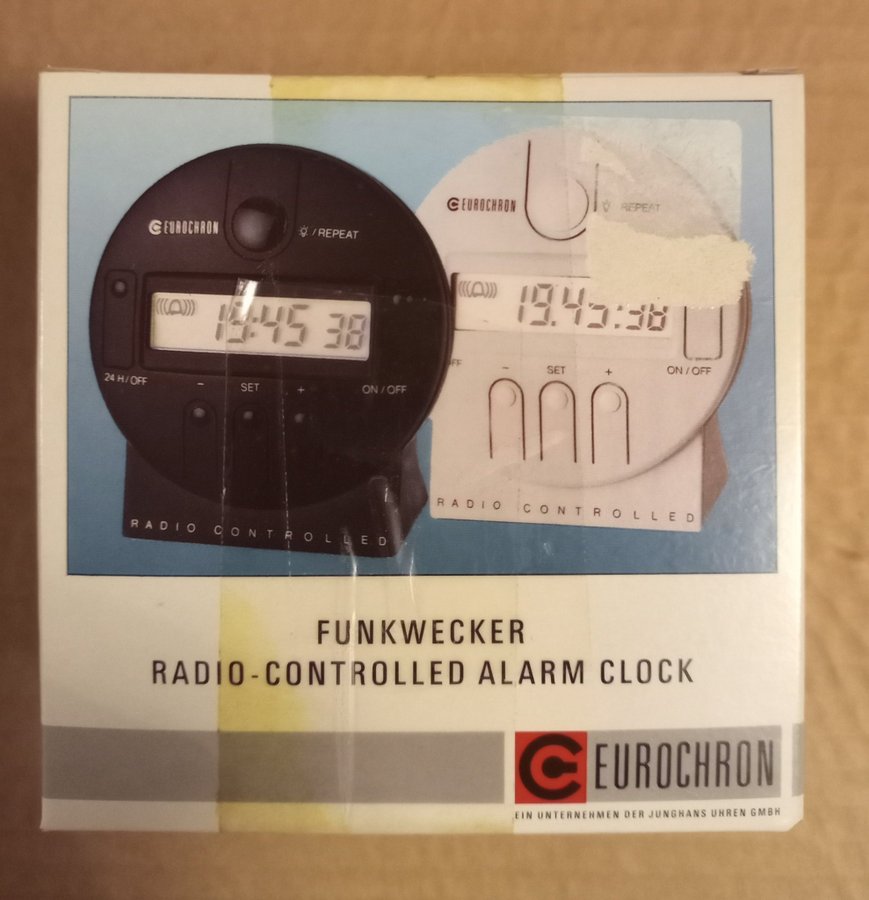 EUROCHRON
/REPEAT
19:45 38
24 H/OFF
-
SET
+
ON/OFF
RADIO CONTROLLED
EUROCHRON
REPEAT
19.45:38
FF
-
SET
+
ON/OFF
RADIO CONTROLLED
FUNKWECKER
RADIO-CONTROLLED ALARM CLOCK
EUROCHRON
EIN UNTERNEHMEN DER JUNGHANS UHREN GMBH